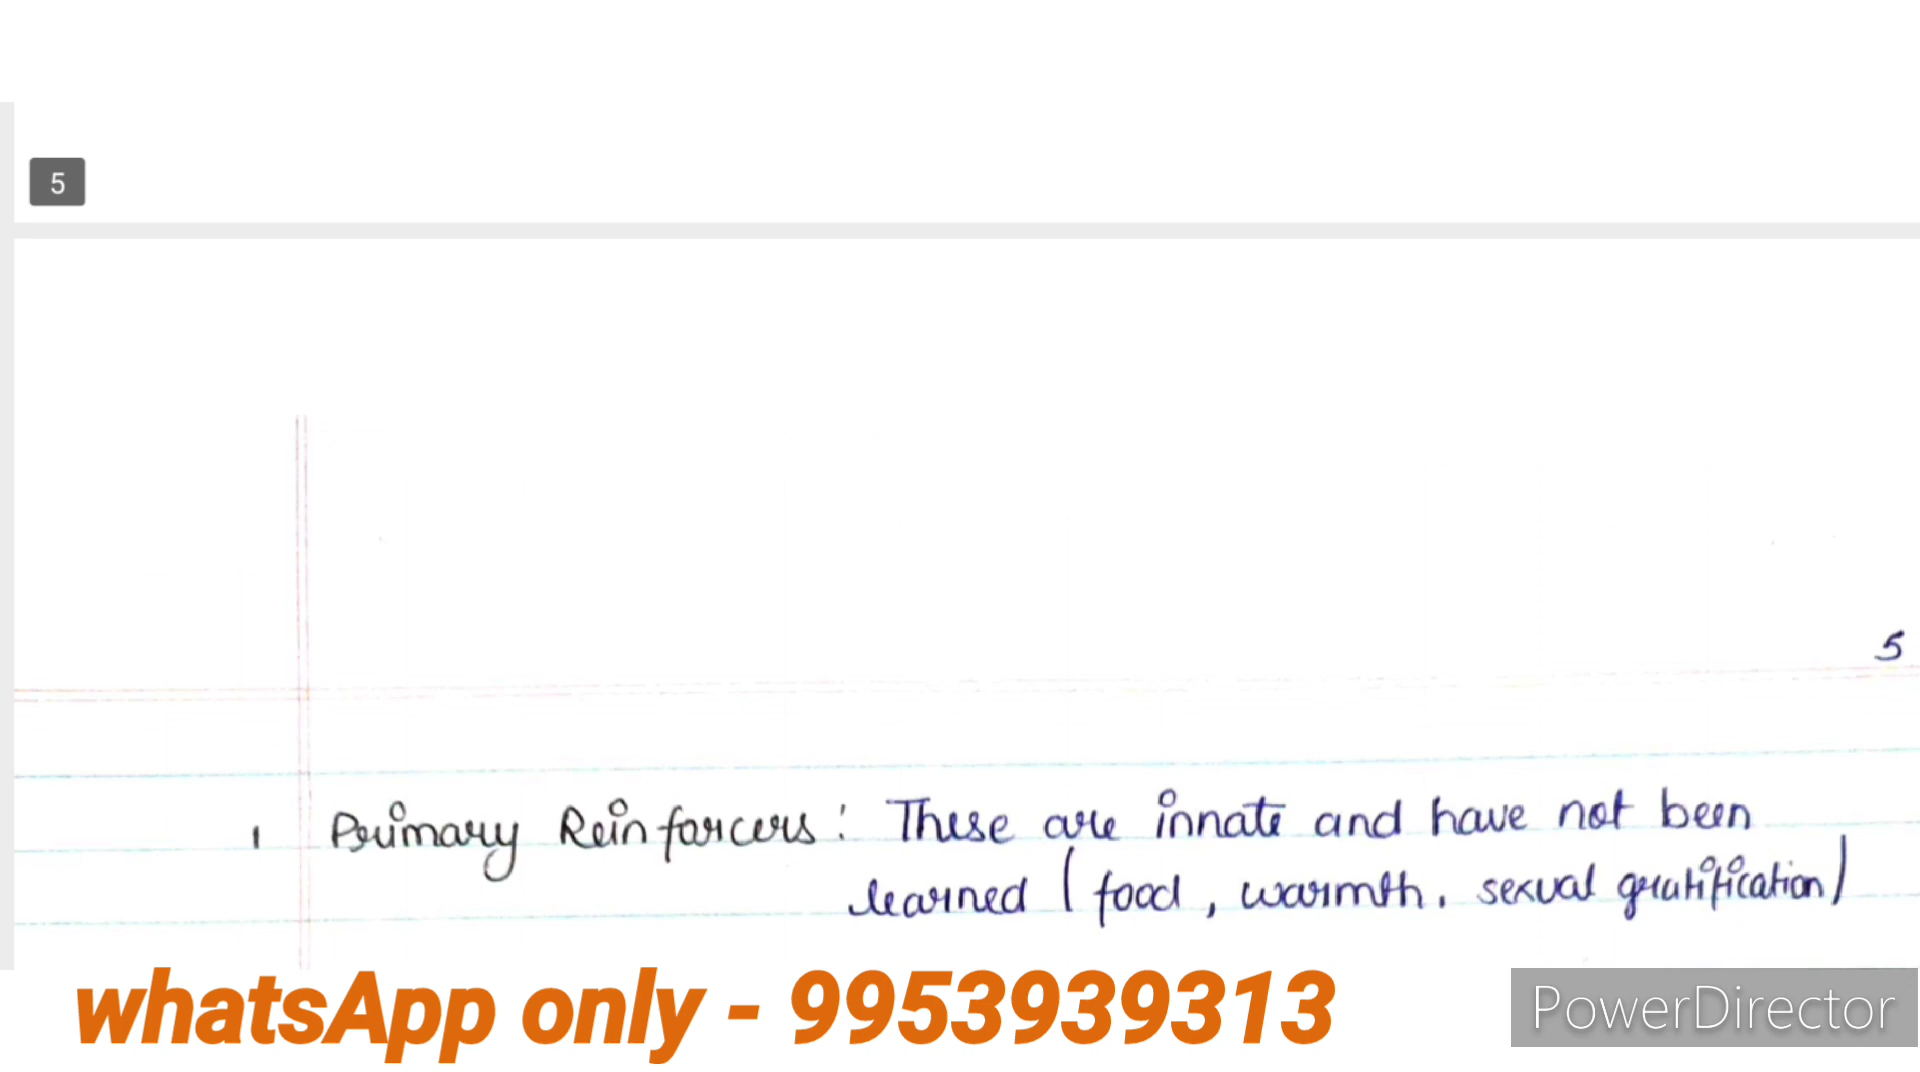 5
5
1 Primary Reinforcers : These are innate and have not been
learned (food, warmth, sexual gratification)
whatsApp only - 9953939313
PowerDirector